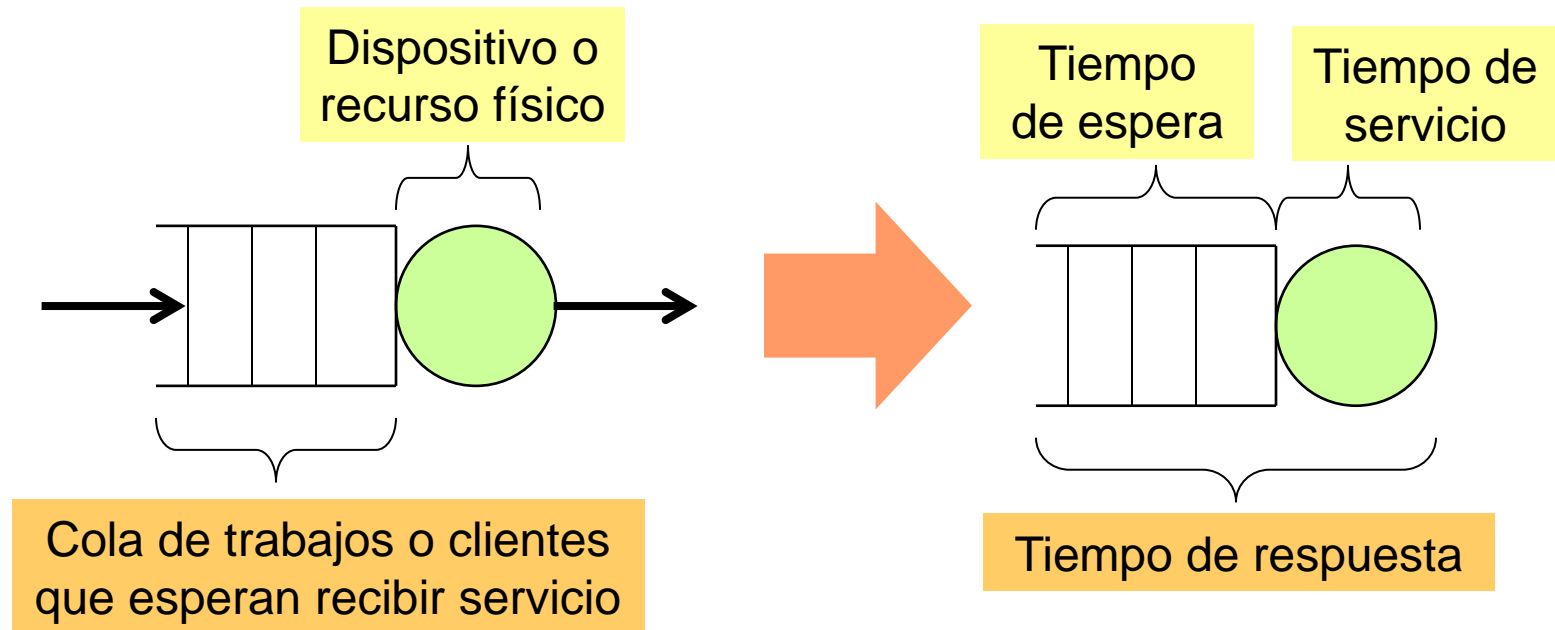 Dispositivo o
recurso físico
Cola de trabajos o clientes
que esperan recibir servicio
Tiempo
de espera
Tiempo de
servicio
Tiempo de respuesta